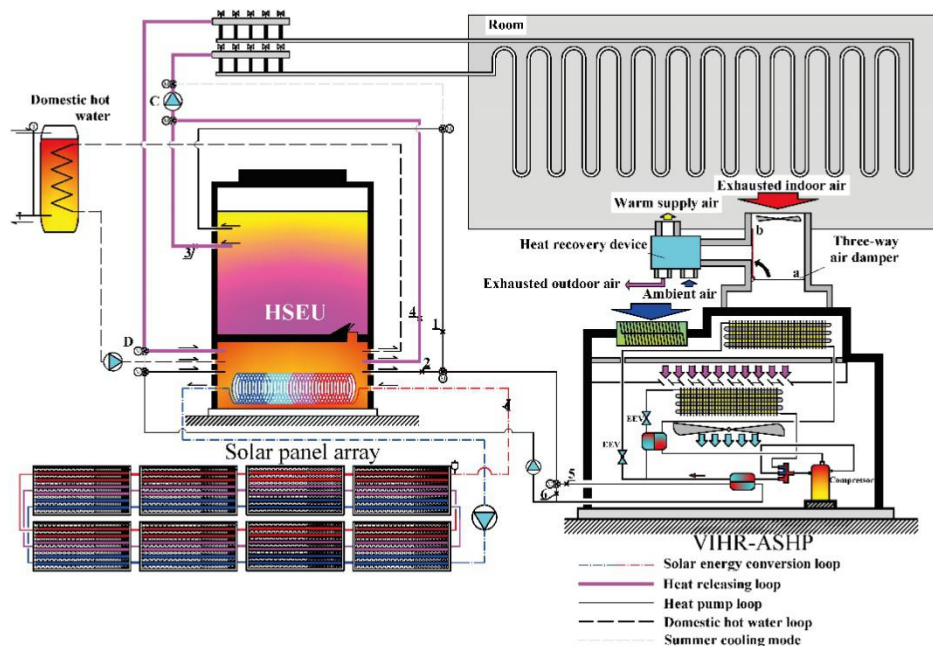 Room
C
Domestic hot
water
Exhausted indoor air
Warm supply air
b
Heat recovery device
Three-way
air damper
a
3
Exhausted outdoor air
Ambient air
HSEU
4
1
D
2
EEV
EEV
Solar panel array
5
6
Compressor
VIHR-ASHP
Solar energy conversion loop
Heat releasing loop
Heat pump loop
Domestic hot water loop
Summer cooling mode